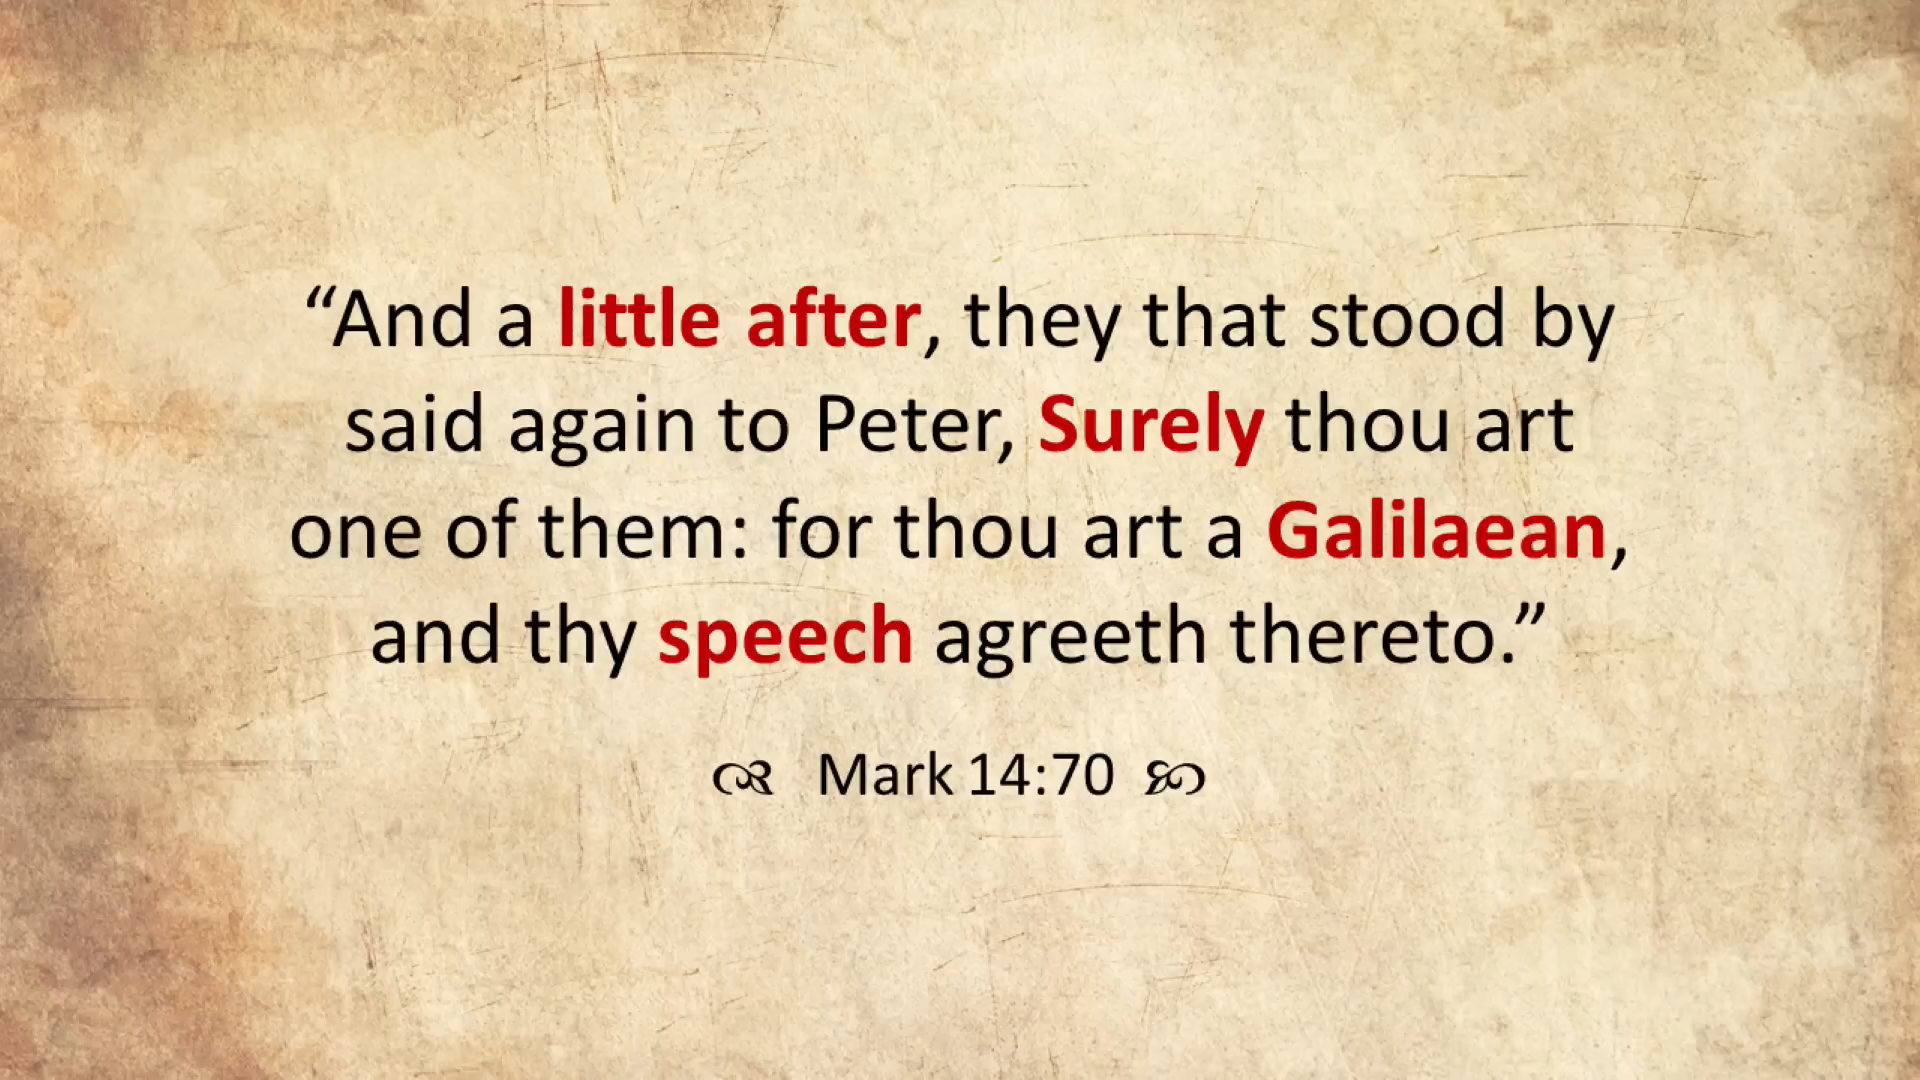 “And a little after, they that stood by
said again to Peter, Surely thou art
one of them: for thou art a Galilaean,
and thy speech agreeth thereto.”
Mark 14:70